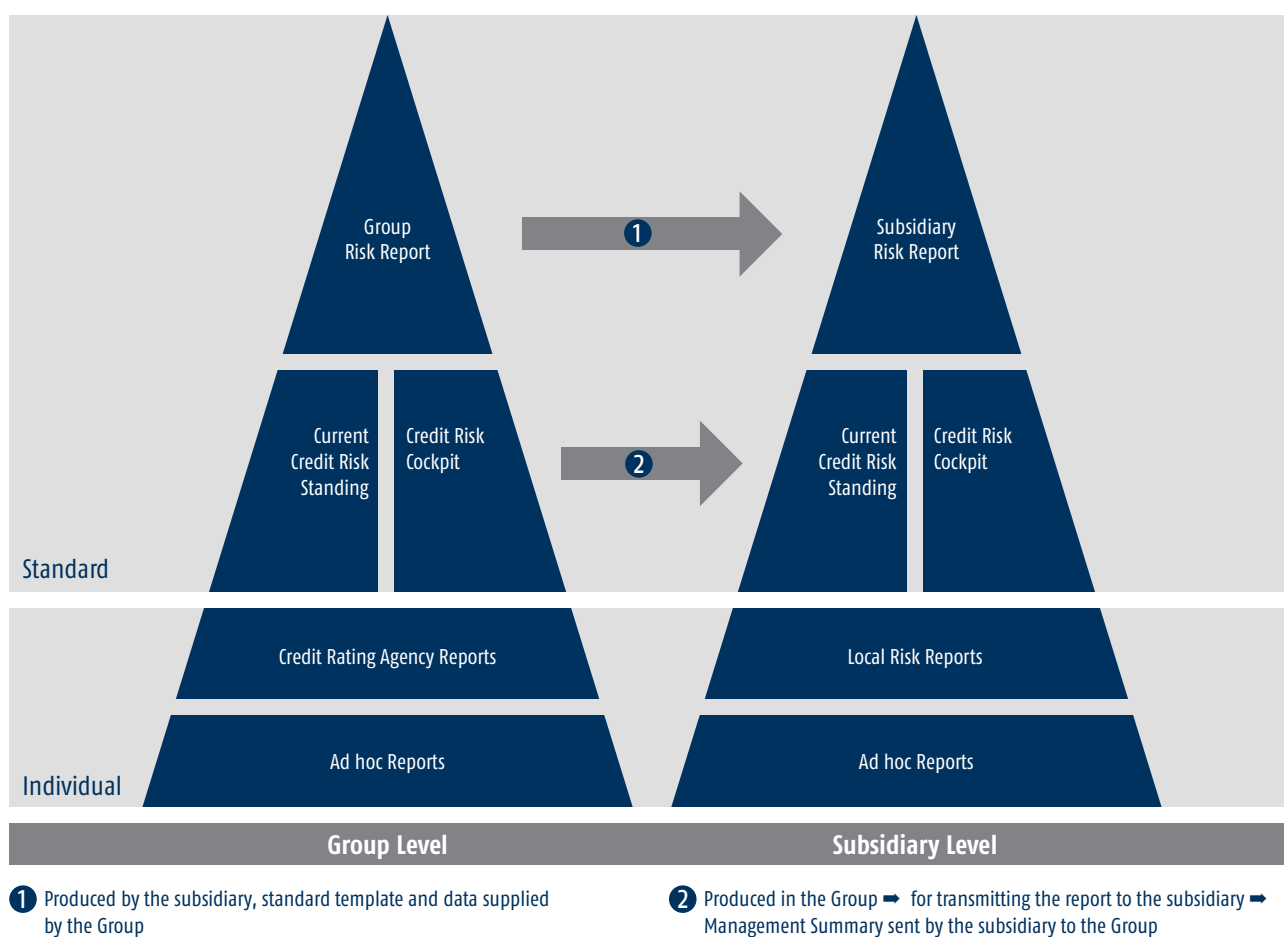 Group
Risk Report
1
Subsidiary
Risk Report
Current
Credit Risk
Standing
Credit Risk
Cockpit
2
Current
Credit Risk
Standing
Credit Risk
Cockpit
Standard
Credit Rating Agency Reports
Local Risk Reports
Ad hoc Reports
Ad hoc Reports
Individual
Group Level
Subsidiary Level
1 Produced by the subsidiary, standard template and data supplied
by the Group
2 Produced in the Group ➡ for transmitting the report to the subsidiary ➡
Management Summary sent by the subsidiary to the Group